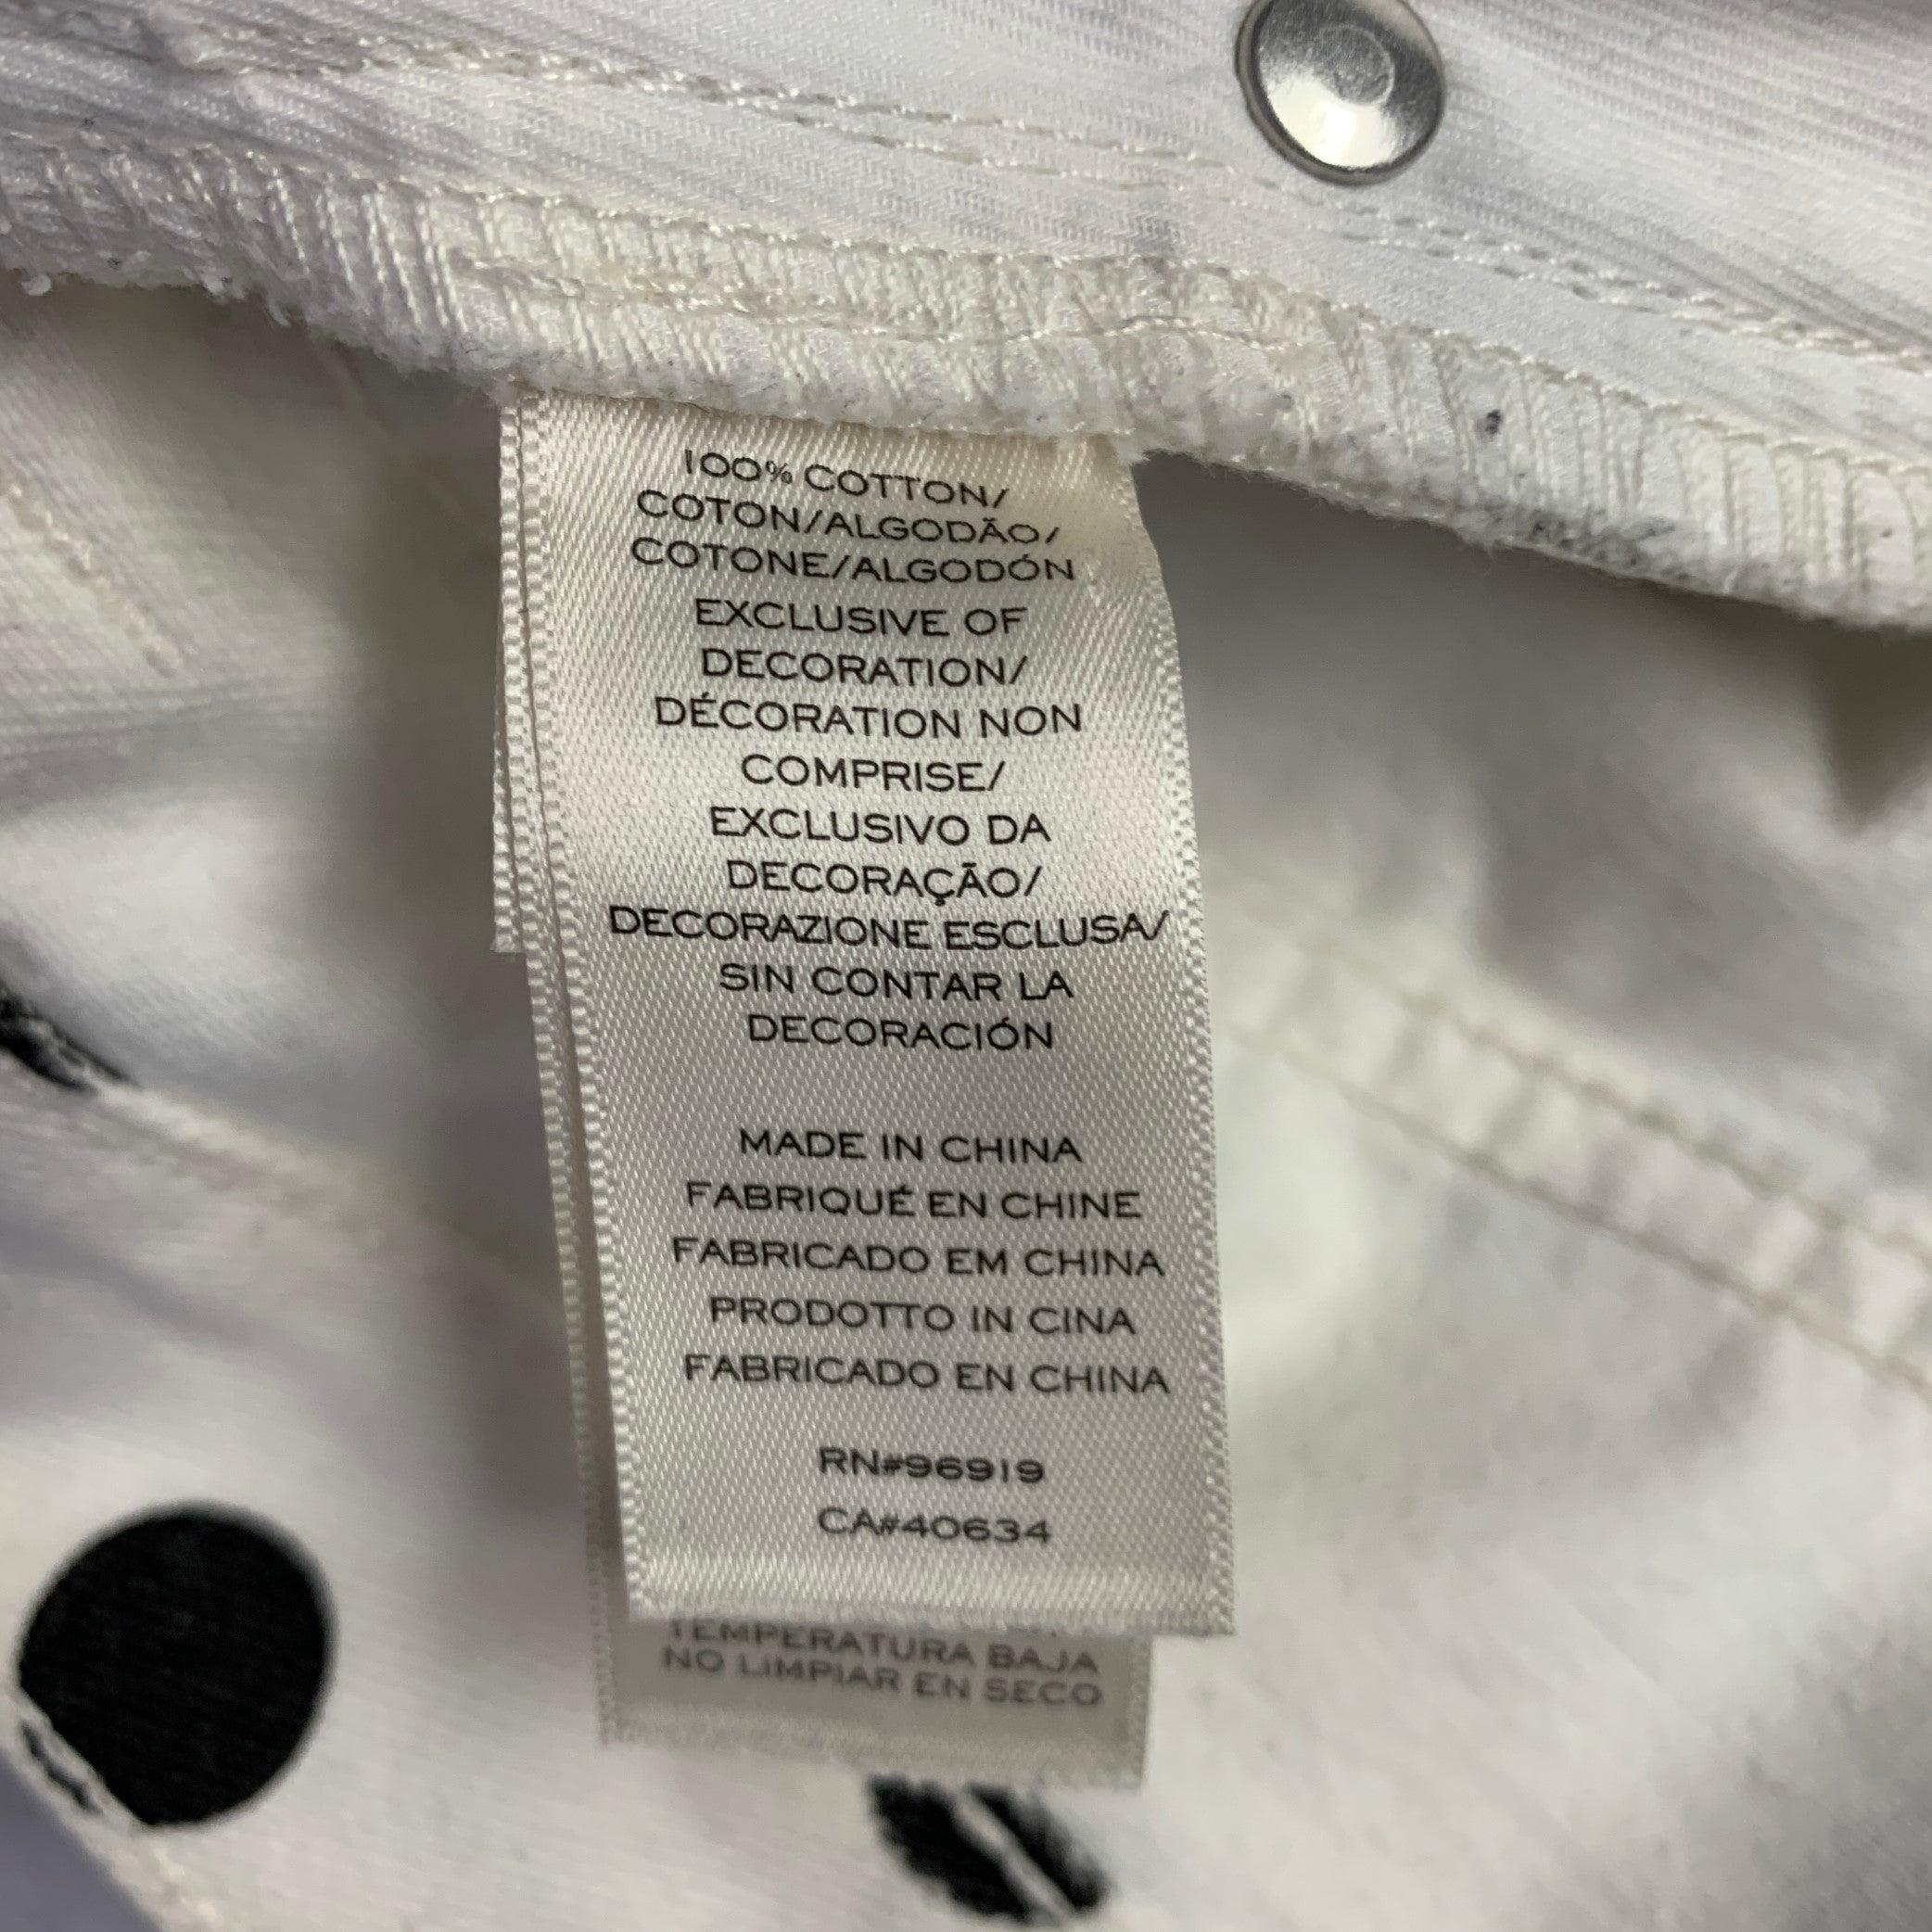 100% COTTON/
COTON/ALGODÃO/
COTONE/ALGODÓN
EXCLUSIVE OF
DECORATION/
DÉCORATION NON
COMPRISE/
EXCLUSIVO DA
DECORAÇÃO/
DECORAZIONE ESCLUSA/
SIN CONTAR LA
DECORACIÓN
MADE IN CHINA
FABRIQUÉ EN CHINE
FABRICADO EM CHINA
PRODOTTO IN CINA
FABRICADO EN CHINA
RN#96919
CA#40634
TEMPERATURA BAJA
NO LIMPIAR EN SECO